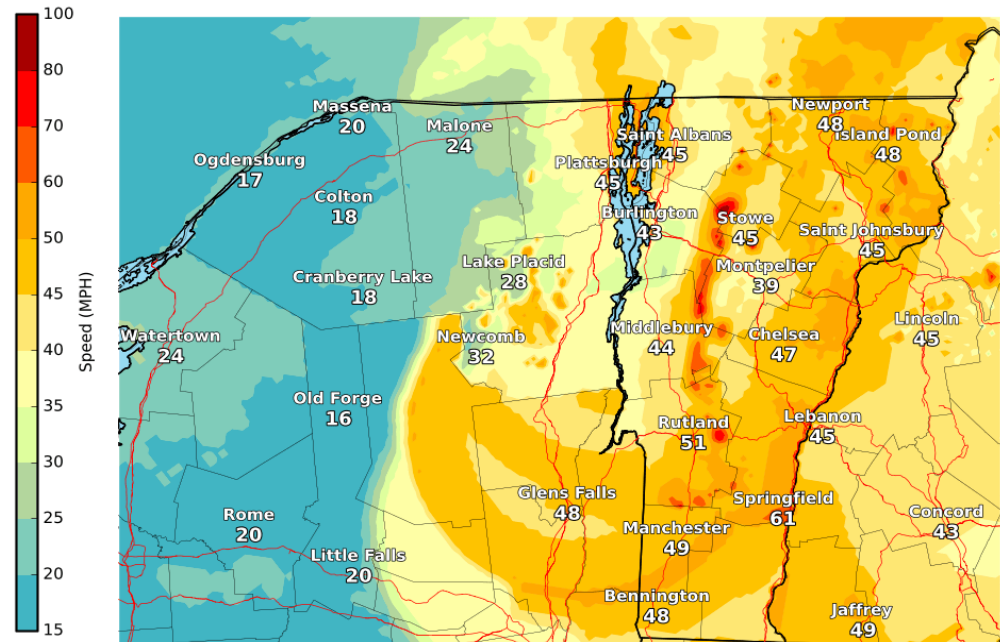 100
80
70
60
50
45
40
35
30
25
20
15
Speed (MPH)
Massena
20
Malone
24
Ogdensburg
17
Colton
18
Cranberry Lake
18
Lake Placid
28
Watertown
24
Newcomb
32
Old Forge
16
Rome
20
Little Falls
20
Glens Falls
48
Plattsburgh
45
Saint Albans
45
Newport
48
Island Pond
48
Burlington
43
Stowe
45
Saint Johnsbury
45
Montpelier
39
Middlebury
44
Chelsea
47
Lincoln
45
Rutland
51
Lebanon
45
Springfield
61
Manchester
49
Concord
43
Bennington
48
Jaffrey
49